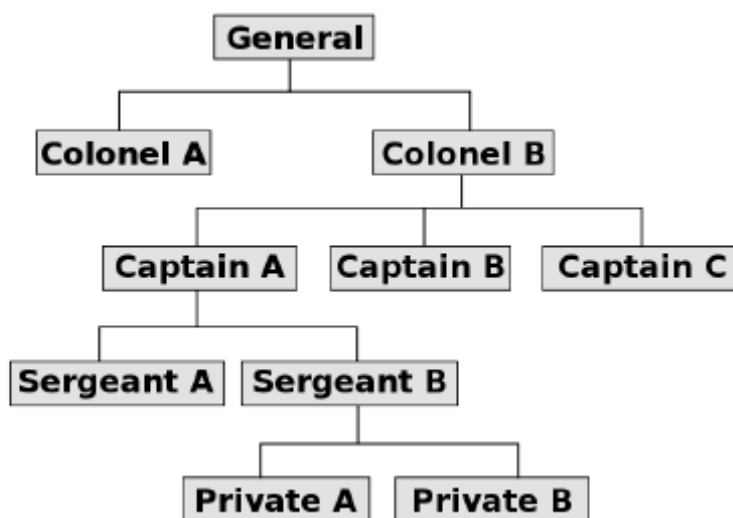 General
Colonel A
Colonel B
Captain A
Captain B
Captain C
Sergeant A
Sergeant B
Private A
Private B